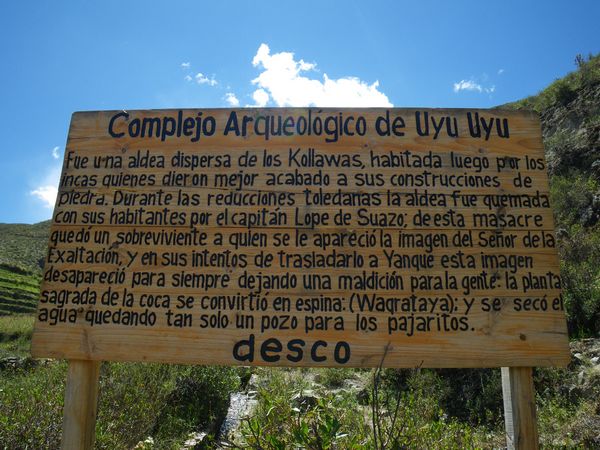 Complejo Arqueológico de Uyu Uyu
Fue una aldea dispersa de los Kollawas, habitada luego por los
incas quienes dieron mejor acabado a sus construcciones de
piedra. Durante las reducciones toledanas la aldea fue quemada
con sus habitantes por el capitán Lope de Suazo; de esta masacre
quedó un sobreviviente a quien se le apareció la imagen del Señor de la
Exaltación, y en sus intentos de trasladarlo a Yanque esta imagen
desapareció para siempre dejando una maldición para la gente: la planta
sagrada de la coca se convirtió en espina: (Waqrataya); y se secó el
agua quedando tan solo un pozo para los pajaritos.
desco